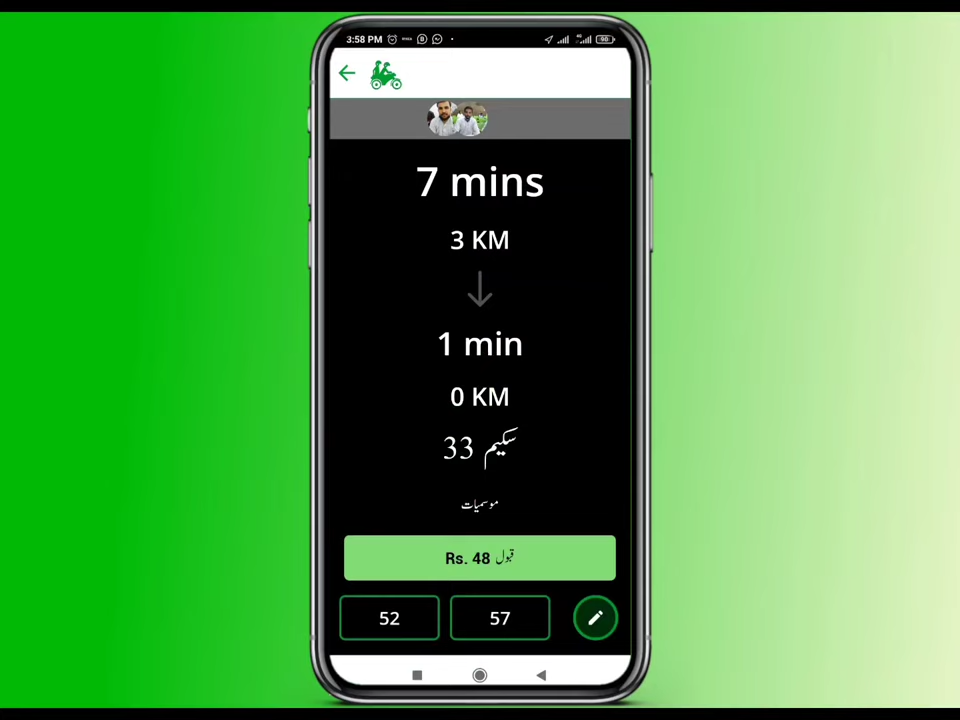 3:58 PM
7 mins
3 KM
1 min
0 KM
سکیم 33
موسمیات
Rs. 48 قبول
52
57